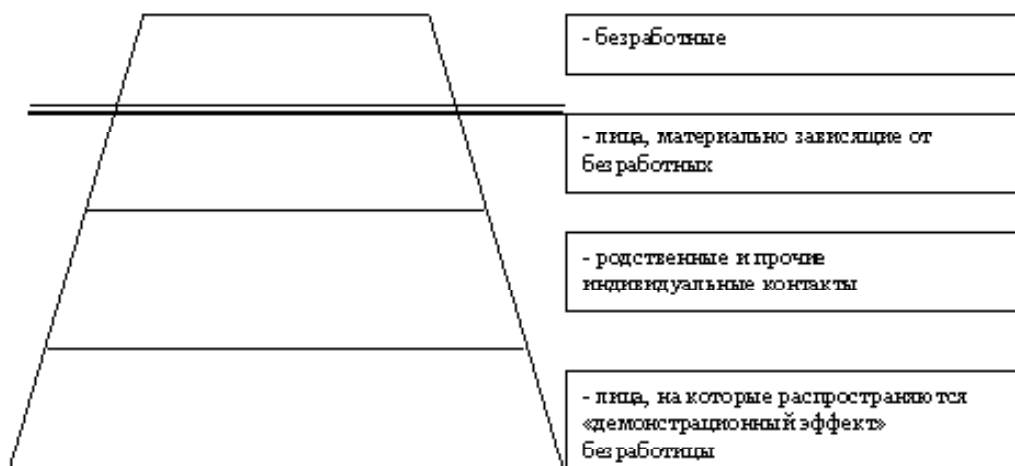 - безработные
- лица, материально зависящие от
безработных
- родственные и прочие
индивидуальные контакты
- лица, на которые распространяются
«демонстрационный эффект»
безработицы